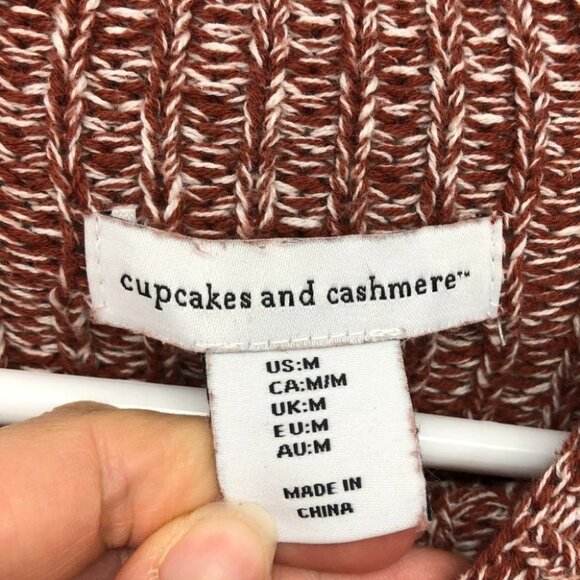 cupcakes and cashmere™
US:M
CA:M/M
UK:M
EU:M
AU:M
MADE IN
CHINA